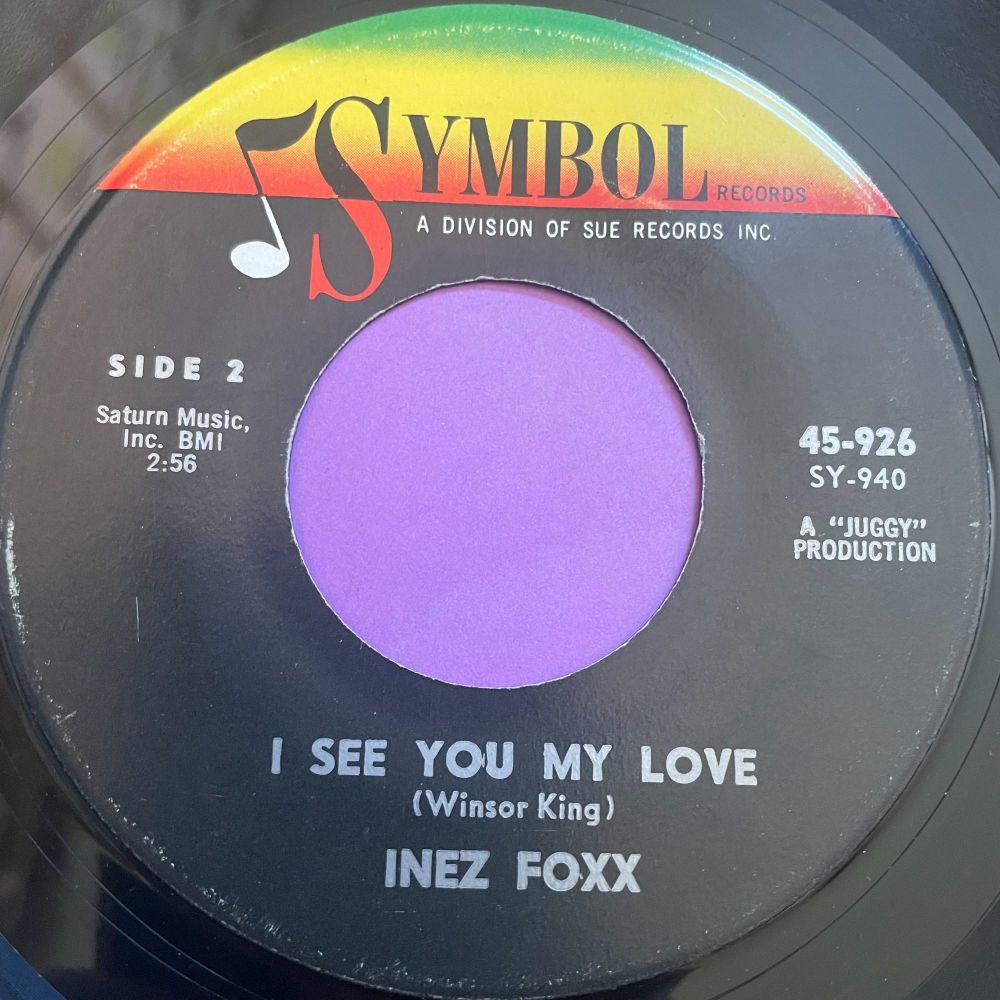 SYMBOL RECORDS
A DIVISION OF SUE RECORDS INC.
SIDE 2
Saturn Music,
Inc. BMI
2:56
45-926
SY-940
A "JUGGY"
PRODUCTION
I SEE YOU MY LOVE
(Winsor King)
INEZ FOXX